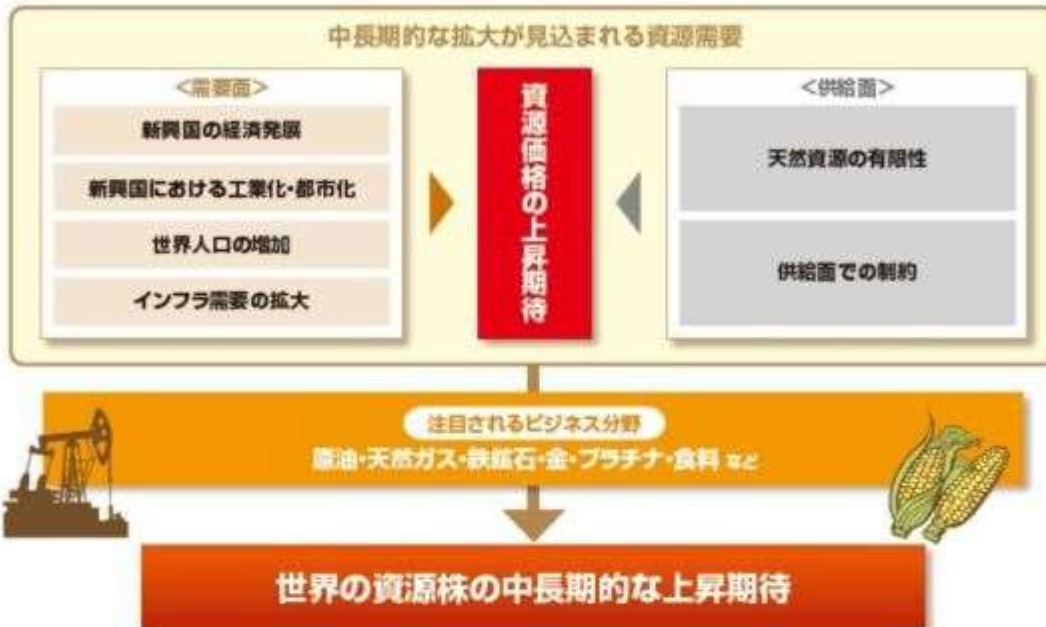 中長期的な拡大が見込まれる資源需要
＜需要面＞
新興国の経済発展
新興国における工業化・都市化
世界人口の増加
インフラ需要の拡大
資源価格の上昇期待
＜供給面＞
天然資源の有限性
供給面での制約
注目されるビジネス分野
原油・天然ガス・鉄鉱石・金・プラチナ・食料 など
世界の資源株の中長期的な上昇期待